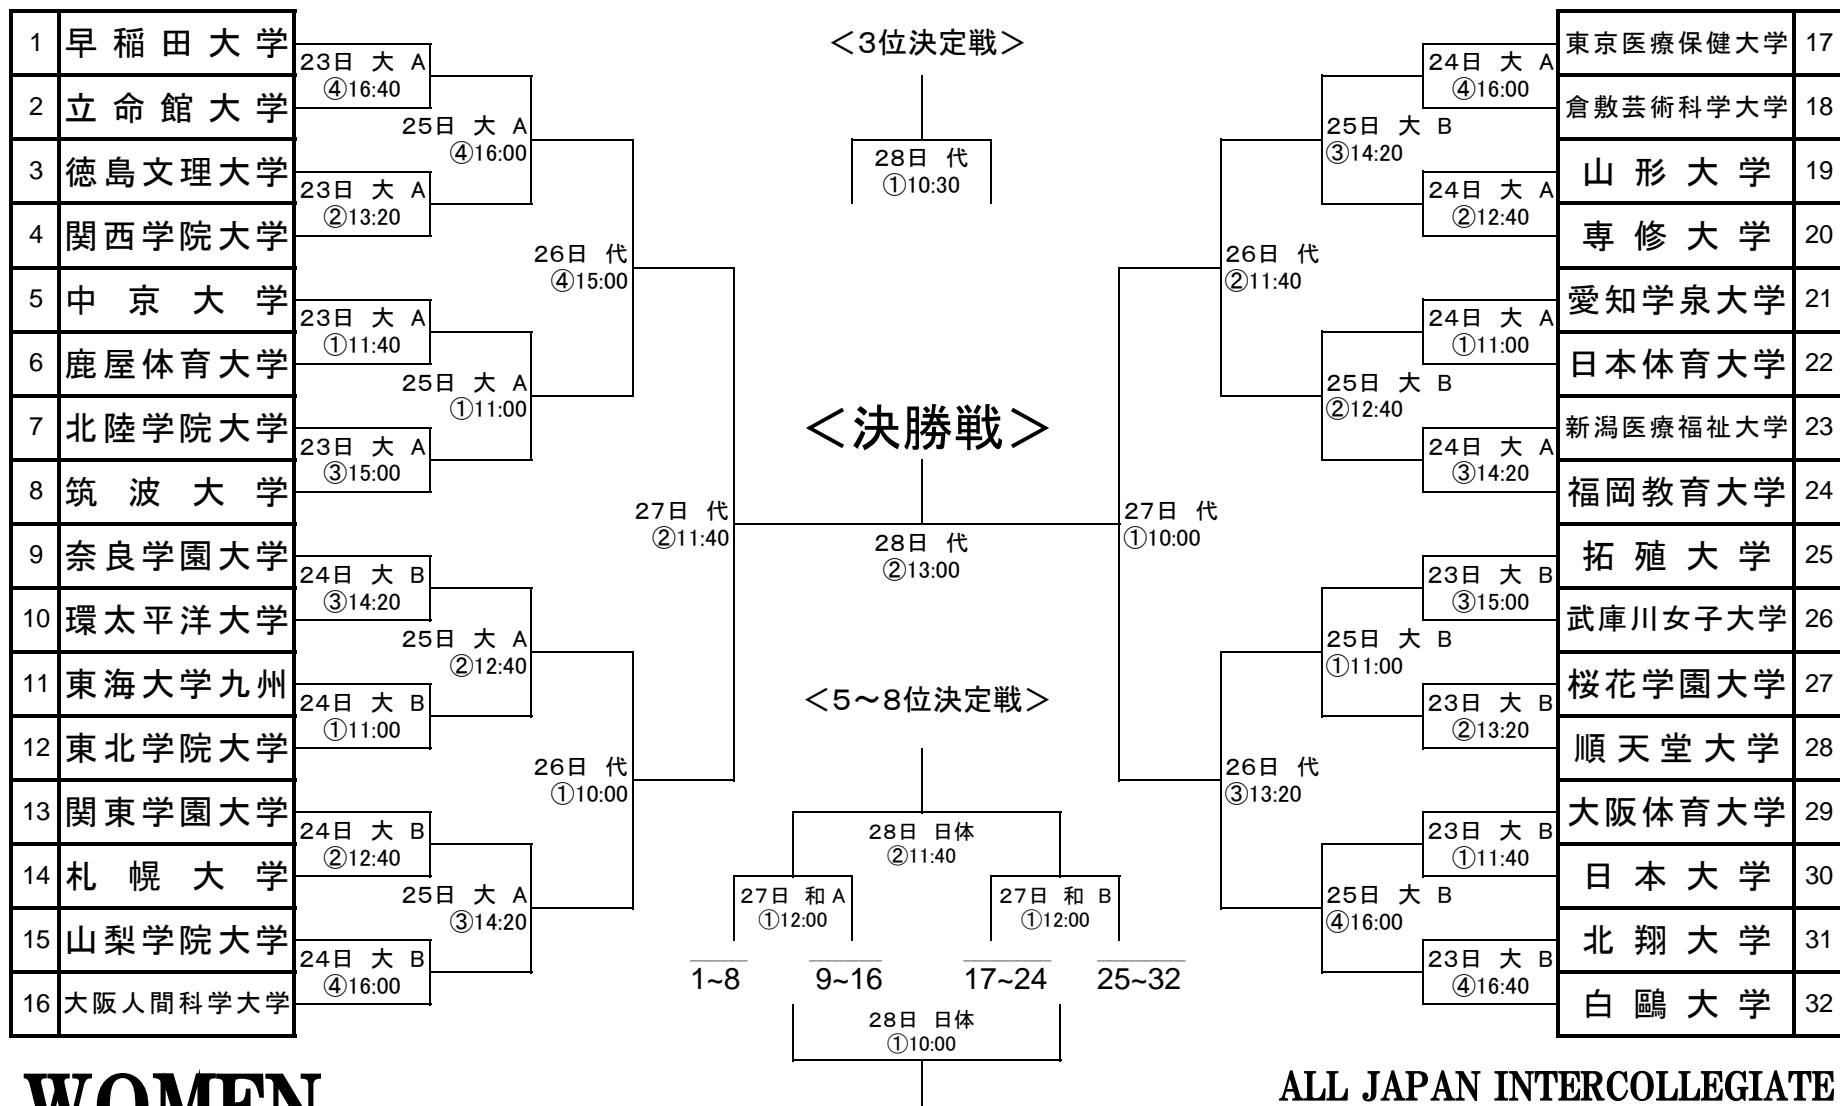 1 早稲田大学
2 立命館大学
3 徳島文理大学
4 関西学院大学
5 中京大学
6 鹿屋体育大学
7 北陸学院大学
8 筑波大学
9 奈良学園大学
10 環太平洋大学
11 東海大学九州
12 東北学院大学
13 関東学園大学
14 札幌大学
15 山梨学院大学
16 大阪人間科学大学
23日 大 A
④16:40
23日 大 A
②13:20
23日 大 A
①11:40
23日 大 A
③15:00
24日 大 B
③14:20
24日 大 B
①11:00
24日 大 B
②12:40
24日 大 B
④16:00
25日 大 A
④16:00
25日 大 A
①11:00
25日 大 A
②12:40
25日 大 A
③14:20
26日 代
④15:00
26日 代
①10:00
27日 代
②11:40
<3位決定戦>
28日 代
①10:30
<決勝戦>
28日 代
②13:00
<5~8位決定戦>
28日 日体
②11:40
27日 和 A
①12:00
27日 和 B
①12:00
1~8 9~16 17~24 25~32
28日 日体
①10:00
27日 代
①10:00
26日 代
②11:40
26日 代
③13:20
25日 大 B
③14:20
25日 大 B
②12:40
25日 大 B
①11:00
25日 大 B
④16:00
24日 大 A
④16:00
24日 大 A
②12:40
24日 大 A
①11:00
24日 大 A
③14:20
23日 大 B
③15:00
23日 大 B
②13:20
23日 大 B
①11:40
23日 大 B
④16:40
東京医療保健大学 17
倉敷芸術科学大学 18
山形大学 19
専修大学 20
愛知学泉大学 21
日本体育大学 22
新潟医療福祉大学 23
福岡教育大学 24
拓殖大学 25
武庫川女子大学 26
桜花学園大学 27
順天堂大学 28
大阪体育大学 29
日本大学 30
北翔大学 31
白鷗大学 32
WOMEN
ALL JAPAN INTERCOLLEGIATE